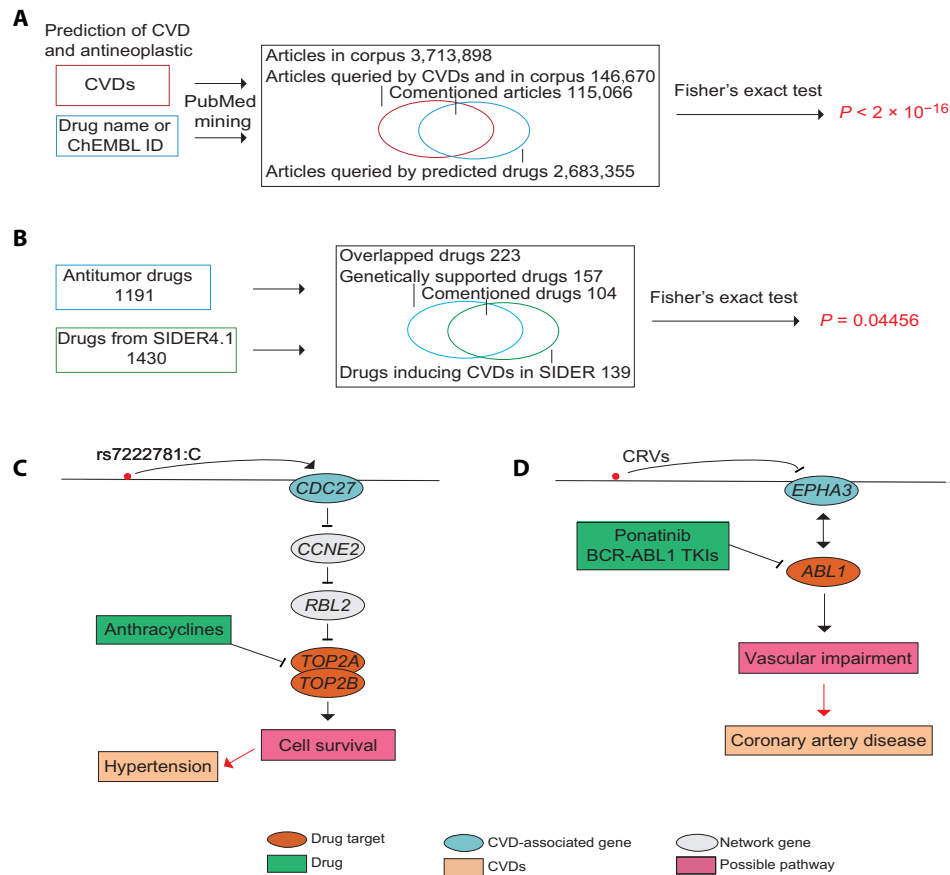 A
Prediction of CVD
and antineoplastic
CVDs
Drug name or
ChEMBL ID
PubMed
mining
Articles in corpus 3,713,898
Articles queried by CVDs and in corpus 146,670
Comentioned articles 115,066
Articles queried by predicted drugs 2,683,355
Fisher's exact test
P < 2 × 10⁻¹⁶
B
Antitumor drugs
1191
Drugs from SIDER4.1
1430
Overlapped drugs 223
Genetically supported drugs 157
Comentioned drugs 104
Drugs inducing CVDs in SIDER 139
Fisher's exact test
P = 0.04456
C
rs7222781:C
CDC27
CCNE2
RBL2
Anthracyclines
TOP2A
TOP2B
Cell survival
Hypertension
D
CRVs
EPHA3
Ponatinib
BCR-ABL1 TKIs
ABL1
Vascular impairment
Coronary artery disease
Drug target
CVD-associated gene
Network gene
Drug
CVDs
Possible pathway